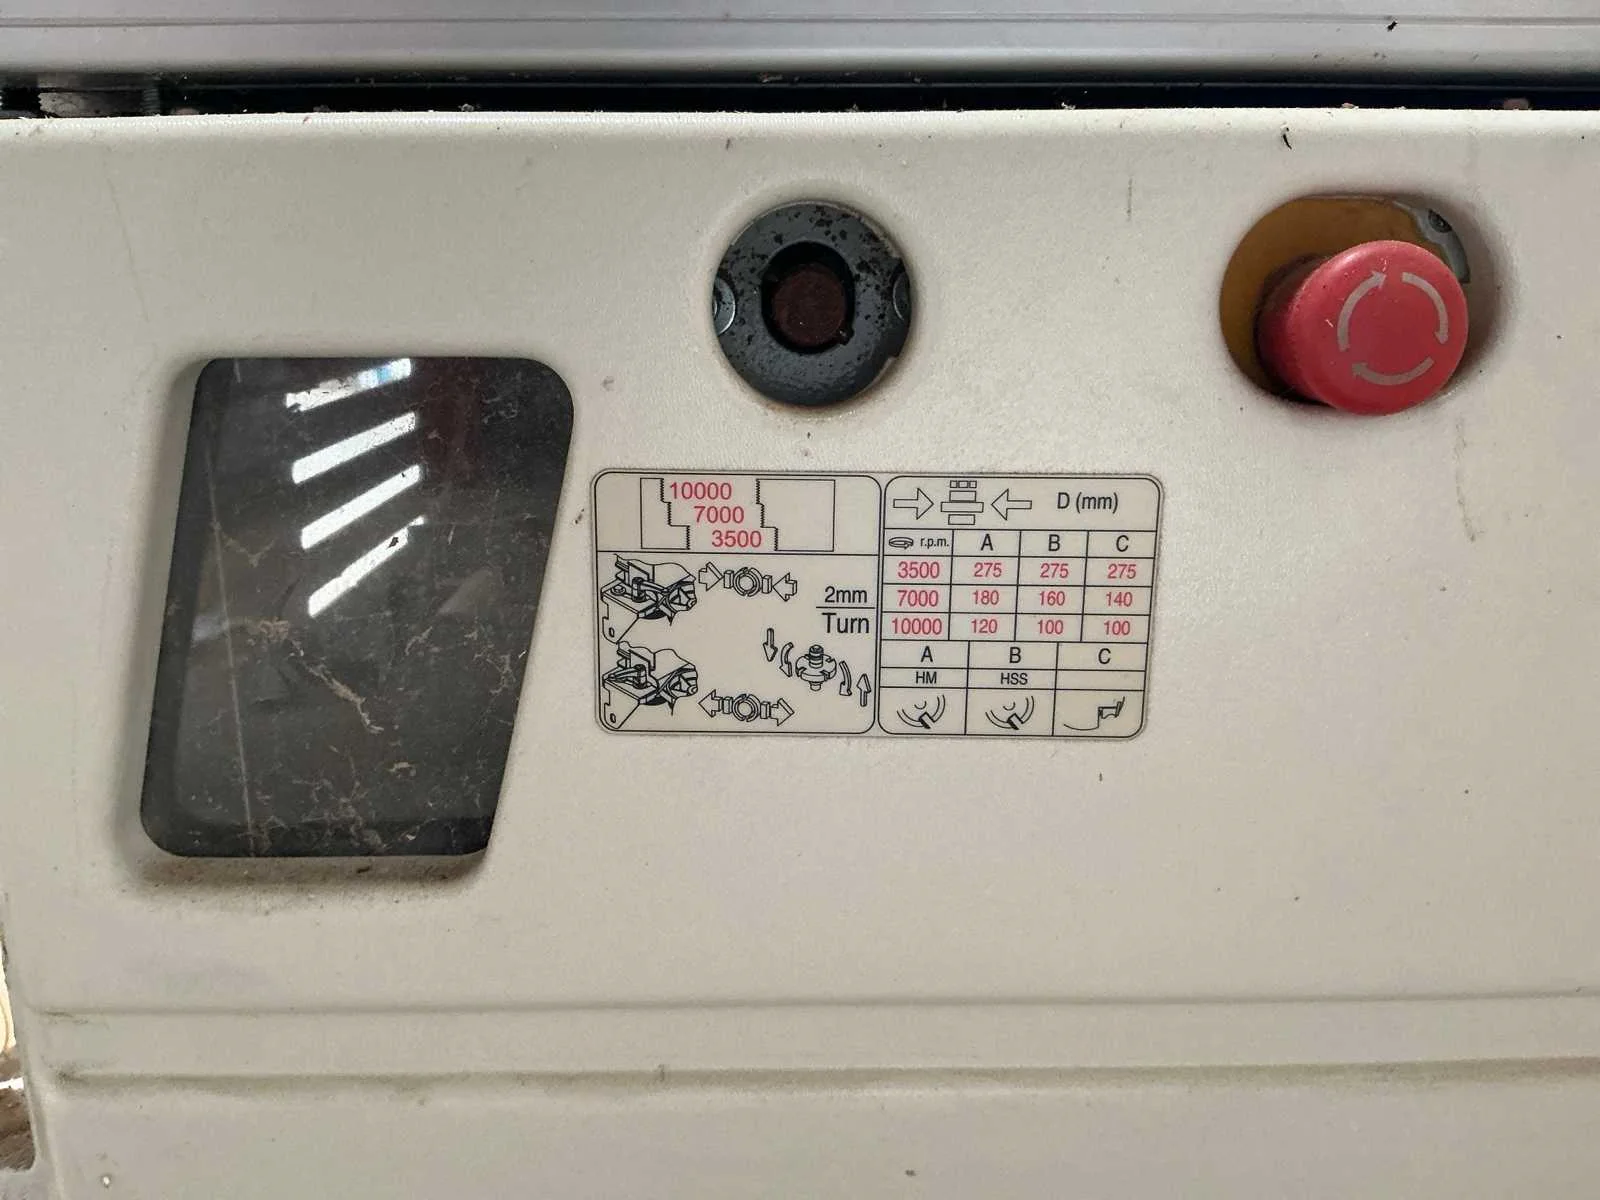 10000
7000
3500
2mm
Turn
D (mm)
r.p.m. A B C
3500 275 275 275
7000 180 160 140
10000 120 100 100
A B C
HM HSS